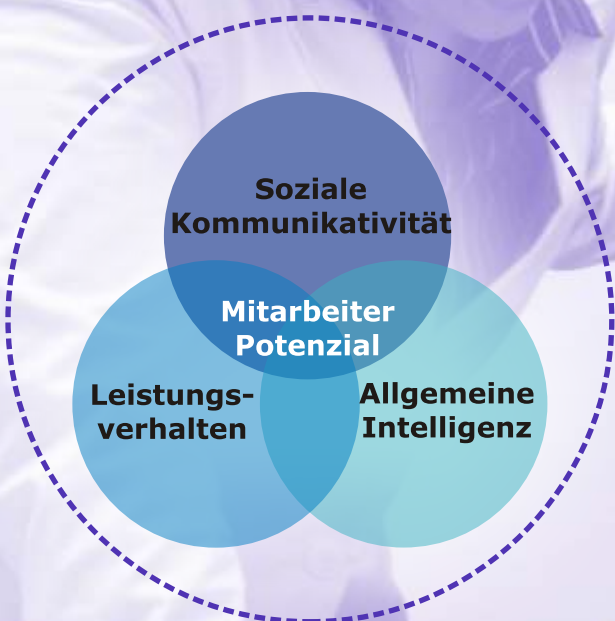 Soziale
Kommunikativität
Mitarbeiter
Potenzial
Leistungs-
verhalten
Allgemeine
Intelligenz